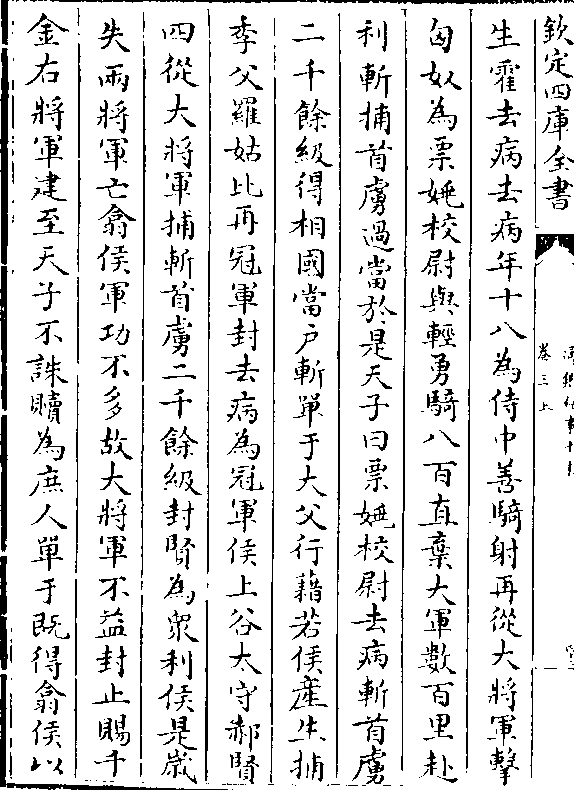 欽定四庫全書
卷三上
生霍去病去病年十八為侍中善騎射再從大將軍擊
匈奴為票姚校尉與輕勇騎八百直棄大軍數百里赴
利斬捕首虜過當於是天子曰票姚校尉去病斬首虜
二千餘級得相國當户斬單于大父行藉若侯產生捕
季父羅姑比再冠軍封去病為冠軍侯上谷太守郝賢
四從大將軍捕斬首虜二千餘級封賢為眾利侯是歲
失兩將軍亡翕侯軍功不多故大將軍不益封止賜千
金右將軍建至天子不誅贖為庶人單于既得翕侯以